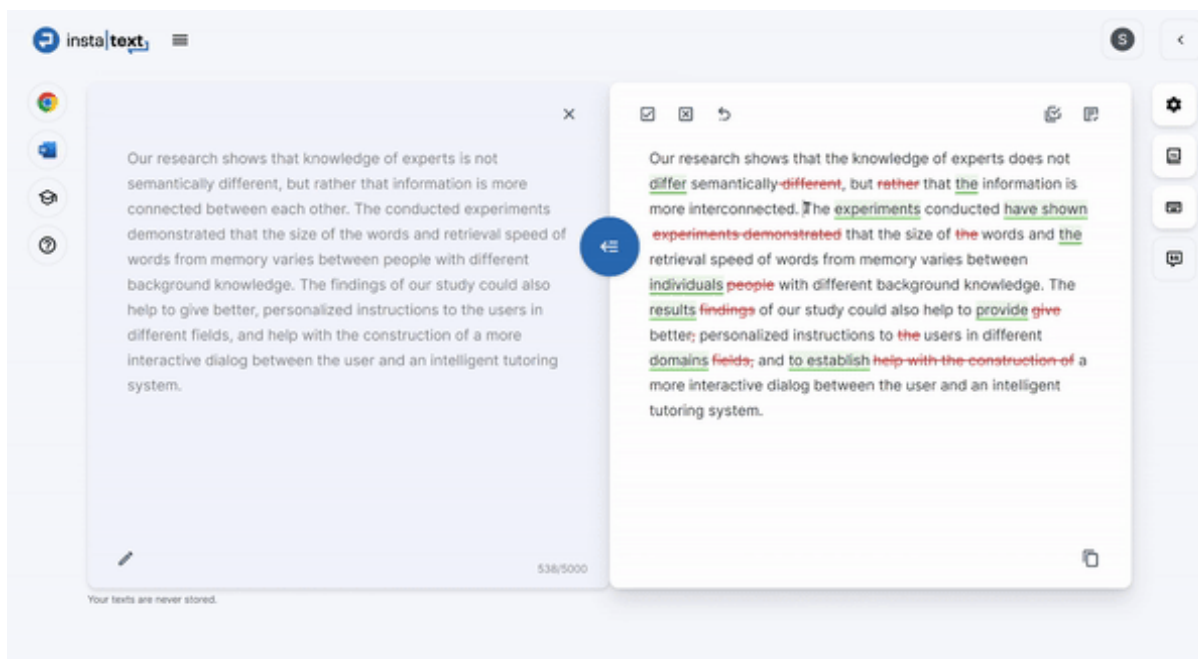 insta|text
S
Our research shows that knowledge of experts is not
semantically different, but rather that information is more
connected between each other. The conducted experiments
demonstrated that the size of the words and retrieval speed of
words from memory varies between people with different
background knowledge. The findings of our study could also
help to give better, personalized instructions to the users in
different fields, and help with the construction of a more
interactive dialog between the user and an intelligent tutoring
system.
538/5000
Your texts are never stored.
Our research shows that the knowledge of experts does not
differ semantically different, but rather that the information is
more interconnected. The experiments conducted have shown
experiments demonstrated that the size of the words and the
retrieval speed of words from memory varies between
individuals people with different background knowledge. The
results findings of our study could also help to provide give
better, personalized instructions to the users in different
domains fields, and to establish help with the construction of a
more interactive dialog between the user and an intelligent
tutoring system.